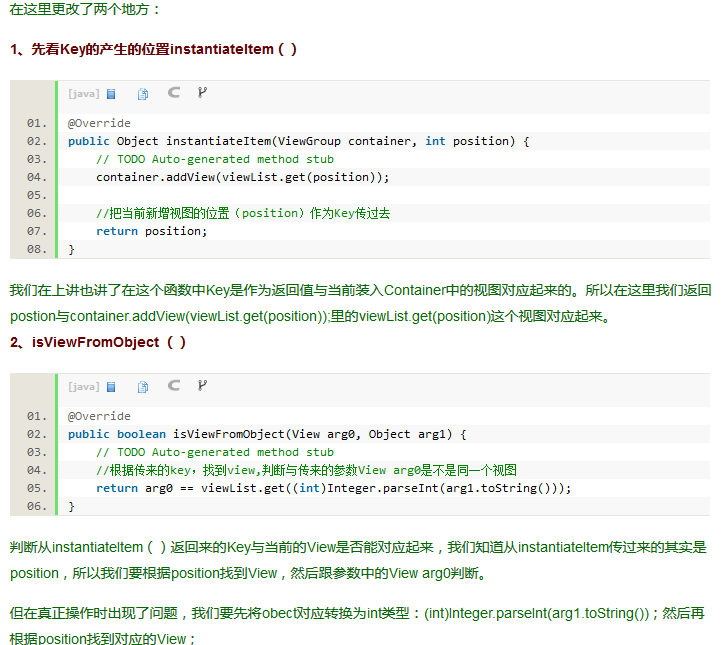 在这里更改了两个地方：
1、先看Key的产生的位置instantiateItem（）
[java]
01. @Override
02. public Object instantiateItem(ViewGroup container, int position) {
03. // TODO Auto-generated method stub
04. container.addView(viewList.get(position));
05.
06. //把当前新增视图的位置（position）作为Key传过去
07. return position;
08. }
我们在上讲也讲了在这个函数中Key是作为返回值与当前装入Container中的视图对应起来的。所以在这里我们返回
postion与container.addView(viewList.get(position));里的viewList.get(position)这个视图对应起来。
2、isViewFromObject （）
[java]
01. @Override
02. public boolean isViewFromObject(View arg0, Object arg1) {
03. // TODO Auto-generated method stub
04. //根据传来的key，找到view,判断与传来的参数View arg0是不是同一个视图
05. return arg0 == viewList.get((int)Integer.parseInt(arg1.toString()));
06. }
判断从instantiateItem（）返回来的Key与当前的View是否能对应起来，我们知道从instantiateItem传过来的其实是
position，所以我们要根据position找到View，然后跟参数中的View arg0判断。
但在真正操作时出现了问题，我们要先将obect对应转换为int类型：(int)Integer.parseInt(arg1.toString())；然后再
根据position找到对应的View；